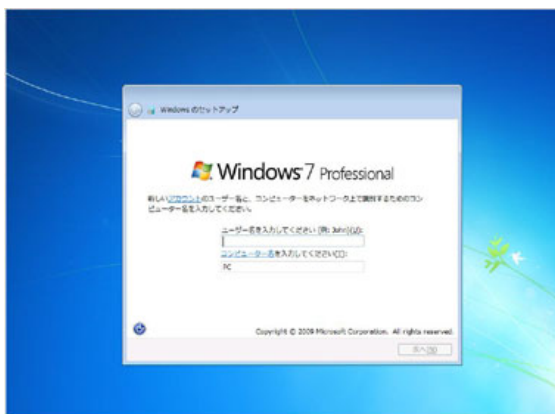 Windows のセットアップ
Windows 7 Professional
新しいアカウントのユーザー名と、コンピューターをネットワーク上で識別するためのコン
ピューター名を入力してください。
ユーザー名を入力してください (例: John)(U):
コンピューター名を入力してください(T):
PC
Copyright © 2009 Microsoft Corporation. All rights reserved.
次へ(N)